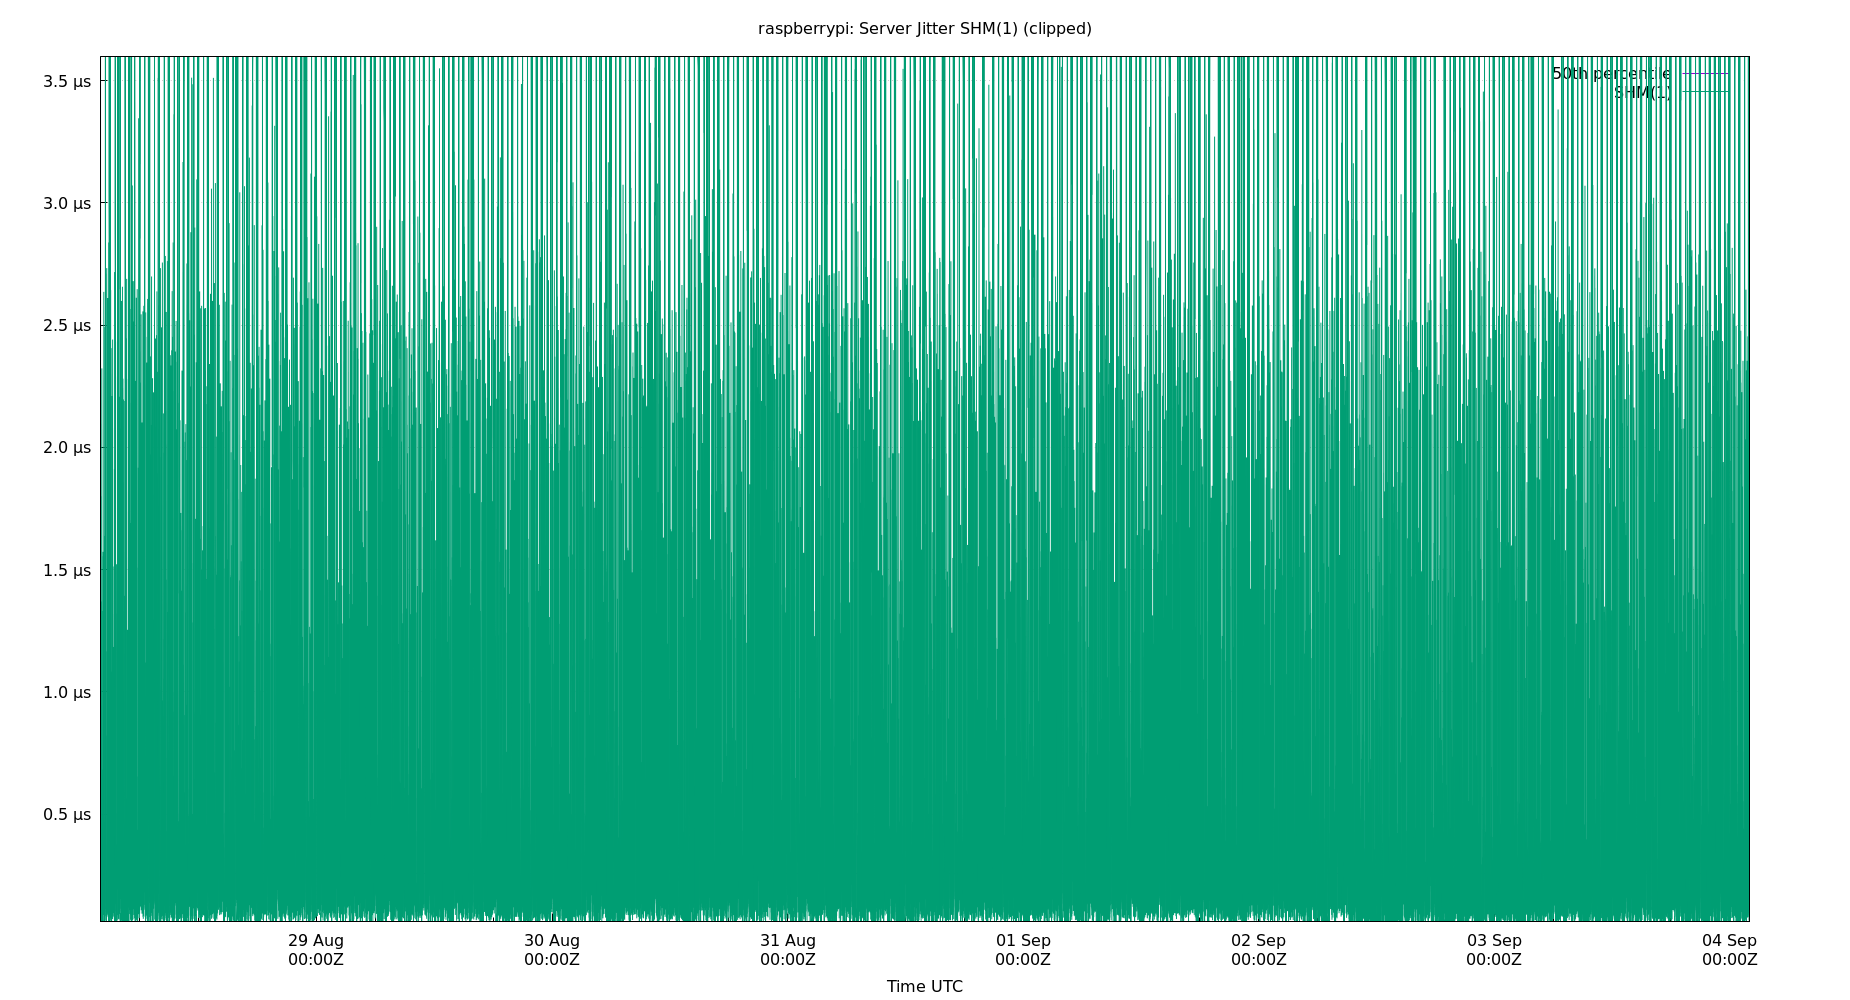 raspberrypi: Server Jitter SHM(1) (clipped)
3.5 µs
3.0 µs
2.5 µs
2.0 µs
1.5 µs
1.0 µs
0.5 µs
50th percentile
SHM(1)
29 Aug
00:00Z
30 Aug
00:00Z
31 Aug
00:00Z
01 Sep
00:00Z
02 Sep
00:00Z
03 Sep
00:00Z
04 Sep
00:00Z
Time UTC